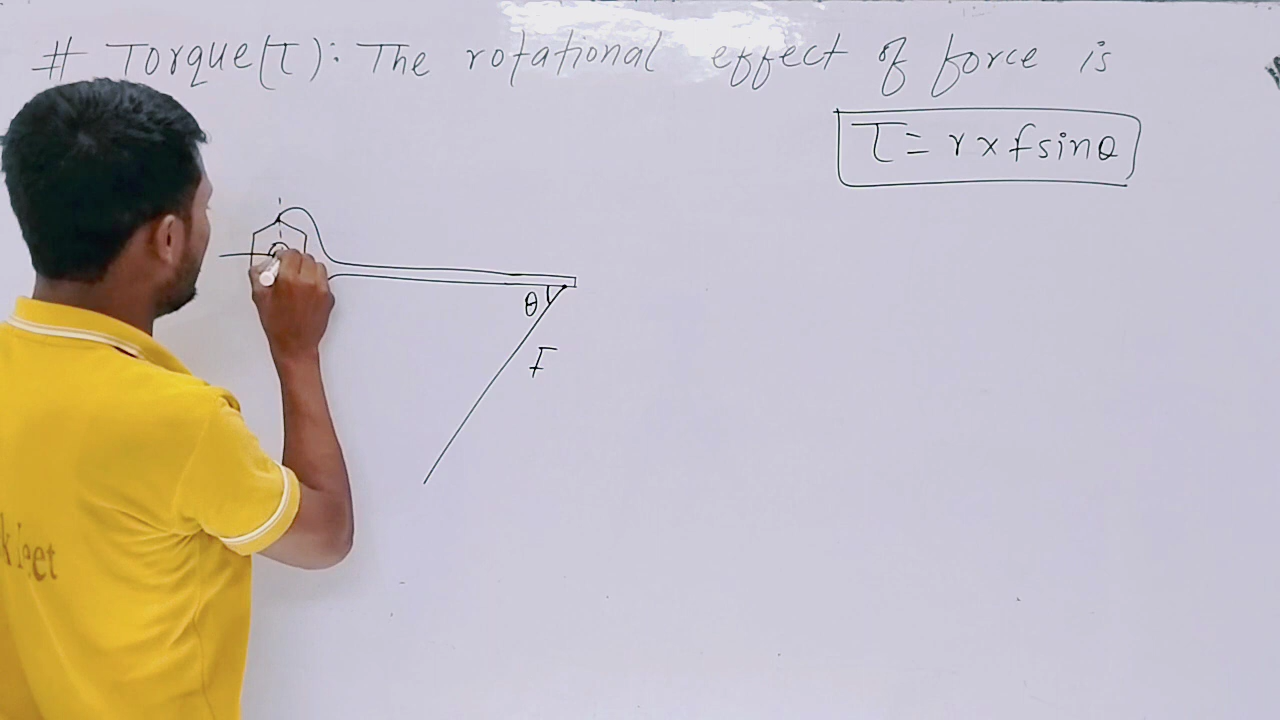 # Torque(τ): The rotational effect of force is
τ = r x f sinθ
θ
F